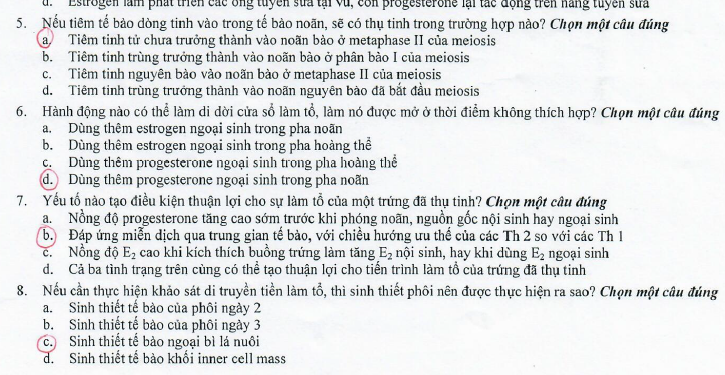 d. Estrogen làm phát triển các ống tuyến sữa tại vú, còn progesterone lại tác động trên nang tuyến sữa
5. Nếu tiêm tế bào dòng tinh vào trong tế bào noãn, sẽ có thụ tinh trong trường hợp nào? Chọn một câu đúng
a. Tiêm tinh tử chưa trưởng thành vào noãn bào ở metaphase II của meiosis
b. Tiêm tinh trùng trưởng thành vào noãn bào ở phân bào I của meiosis
c. Tiêm tinh nguyên bào vào noãn bào ở metaphase II của meiosis
d. Tiêm tinh trùng trưởng thành vào noãn nguyên bào đã bắt đầu meiosis
6. Hành động nào có thể làm di dời cửa sổ làm tổ, làm nó được mở ở thời điểm không thích hợp? Chọn một câu đúng
a. Dùng thêm estrogen ngoại sinh trong pha noãn
b. Dùng thêm estrogen ngoại sinh trong pha hoàng thể
c. Dùng thêm progesterone ngoại sinh trong pha hoàng thể
d. Dùng thêm progesterone ngoại sinh trong pha noãn
7. Yếu tố nào tạo điều kiện thuận lợi cho sự làm tổ của một trứng đã thụ tinh? Chọn một câu đúng
a. Nồng độ progesterone tăng cao sớm trước khi phóng noãn, nguồn gốc nội sinh hay ngoại sinh
b. Đáp ứng miễn dịch qua trung gian tế bào, với chiều hướng ưu thế của các Th 2 so với các Th 1
c. Nồng độ E₂ cao khi kích thích buồng trứng làm tăng E₂ nội sinh, hay khi dùng E₂ ngoại sinh
d. Cả ba tình trạng trên cùng có thể tạo thuận lợi cho tiến trình làm tổ của trứng đã thụ tinh
8. Nếu cần thực hiện khảo sát di truyền tiền làm tổ, thì sinh thiết phôi nên được thực hiện ra sao? Chọn một câu đúng
a. Sinh thiết tế bào của phôi ngày 2
b. Sinh thiết tế bào của phôi ngày 3
c. Sinh thiết tế bào ngoại bì lá nuôi
d. Sinh thiết tế bào khối inner cell mass